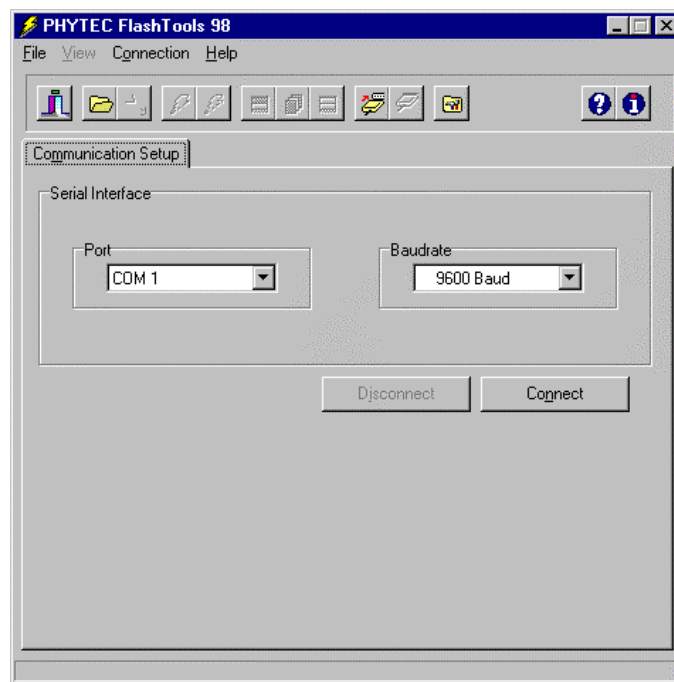 PHYTEC FlashTools 98
File View Connection Help
Communication Setup
Serial Interface
Port
Baudrate
COM 1
9600 Baud
Disconnect
Connect